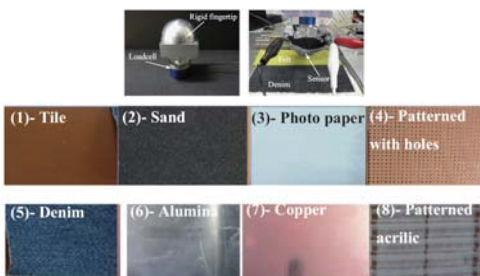 Rigid fingertip
Loadcell
Felt
Sensor
Denim
(1)- Tile
(2)- Sand
(3)- Photo paper
(4)- Patterned
with holes
(5)- Denim
(6)- Alumina
(7)- Copper
(8)- Patterned
acrilic